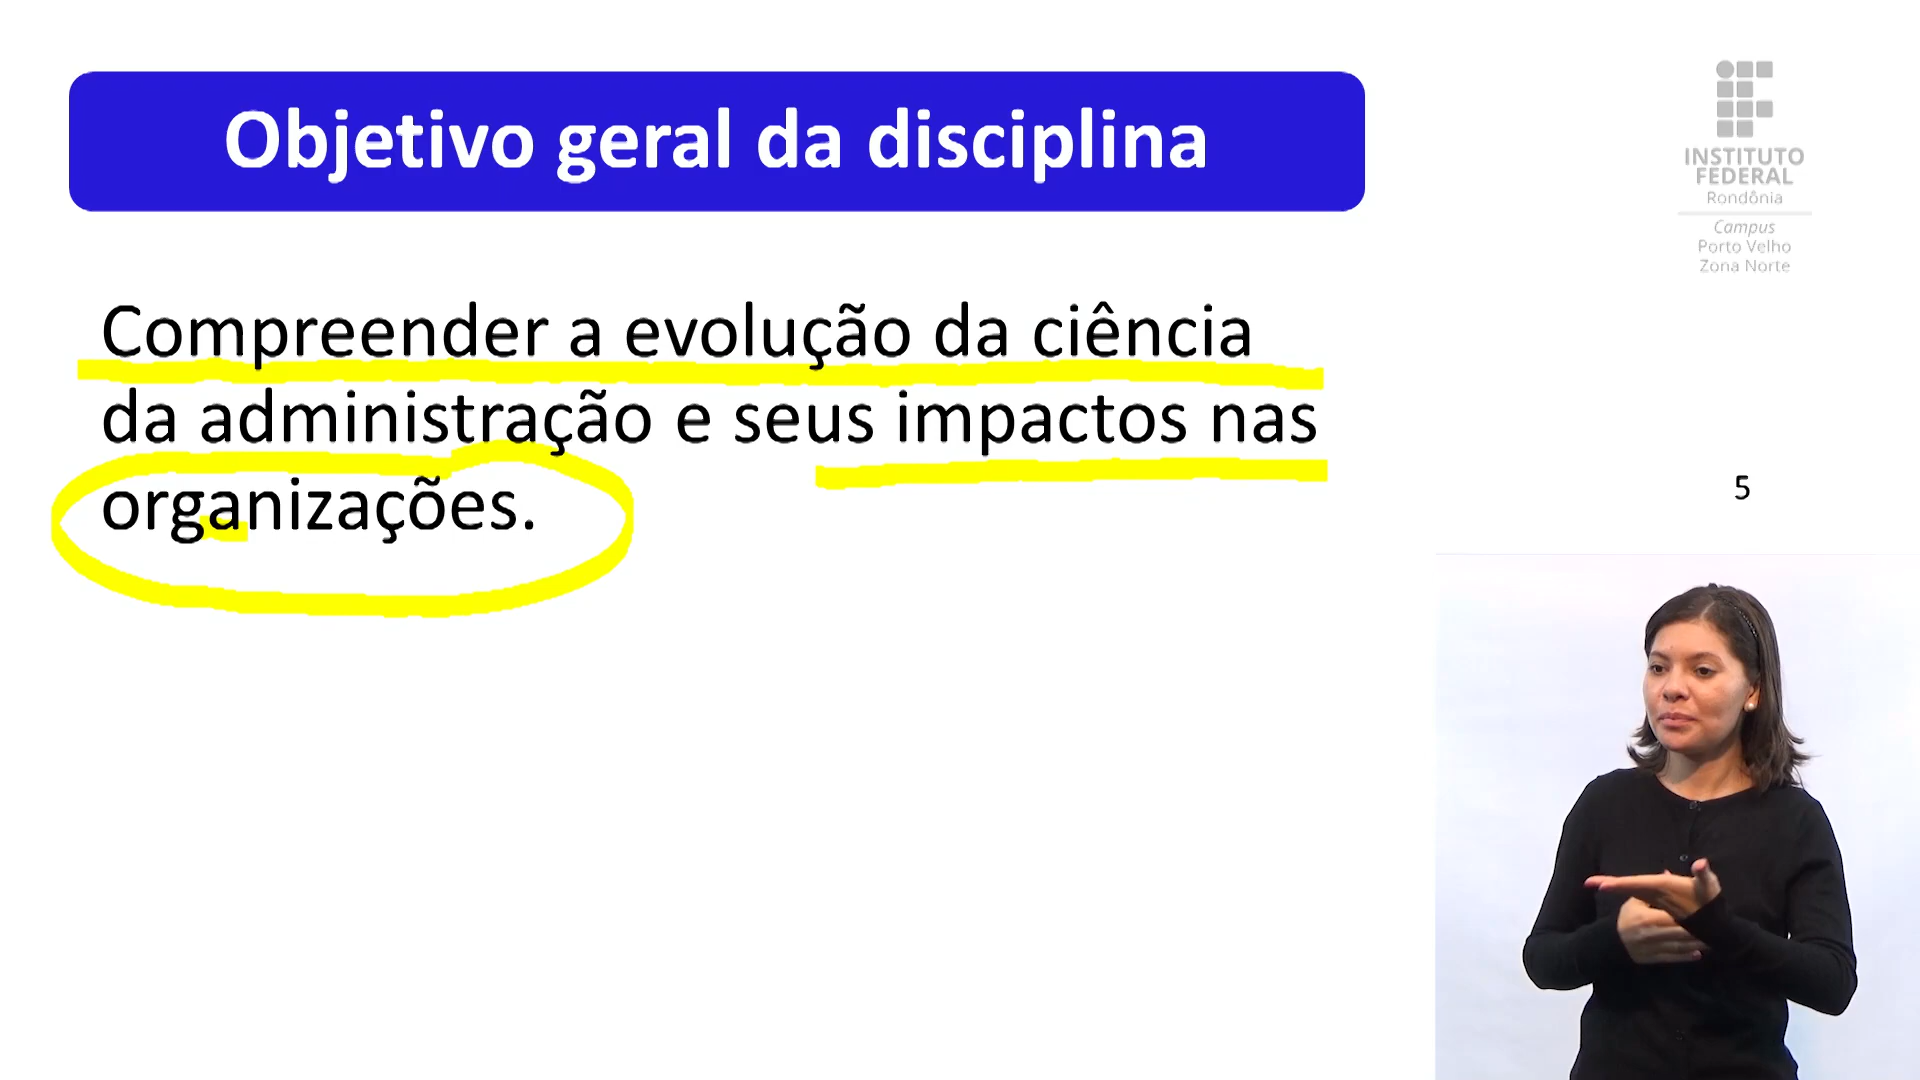 Objetivo geral da disciplina
INSTITUTO
FEDERAL
Rondônia
Campus
Porto Velho
Zona Norte
Compreender a evolução da ciência
da administração e seus impactos nas
organizações.
5